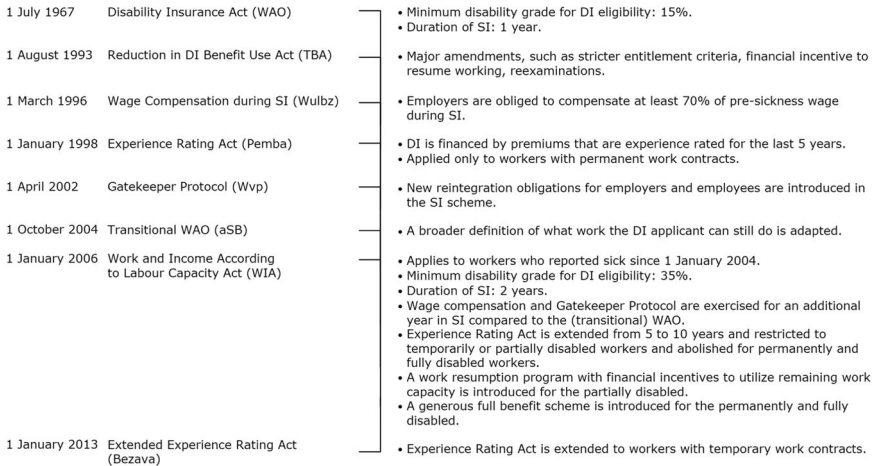 1 July 1967 Disability Insurance Act (WAO)
• Minimum disability grade for DI eligibility: 15%.
• Duration of SI: 1 year.
1 August 1993 Reduction in DI Benefit Use Act (TBA)
• Major amendments, such as stricter entitlement criteria, financial incentive to
resume working, reexaminations.
1 March 1996 Wage Compensation during SI (Wulbz)
• Employers are obliged to compensate at least 70% of pre-sickness wage
during SI.
1 January 1998 Experience Rating Act (Pemba)
• DI is financed by premiums that are experience rated for the last 5 years.
• Applied only to workers with permanent work contracts.
1 April 2002 Gatekeeper Protocol (Wvp)
• New reintegration obligations for employers and employees are introduced in
the SI scheme.
1 October 2004 Transitional WAO (aSB)
• A broader definition of what work the DI applicant can still do is adapted.
1 January 2006 Work and Income According
to Labour Capacity Act (WIA)
• Applies to workers who reported sick since 1 January 2004.
• Minimum disability grade for DI eligibility: 35%.
• Duration of SI: 2 years.
• Wage compensation and Gatekeeper Protocol are exercised for an additional
year in SI compared to the (transitional) WAO.
• Experience Rating Act is extended from 5 to 10 years and restricted to
temporarily or partially disabled workers and abolished for permanently and
fully disabled workers.
• A work resumption program with financial incentives to utilize remaining work
capacity is introduced for the partially disabled.
• A generous full benefit scheme is introduced for the permanently and fully
disabled.
1 January 2013 Extended Experience Rating Act
(Bezava)
• Experience Rating Act is extended to workers with temporary work contracts.